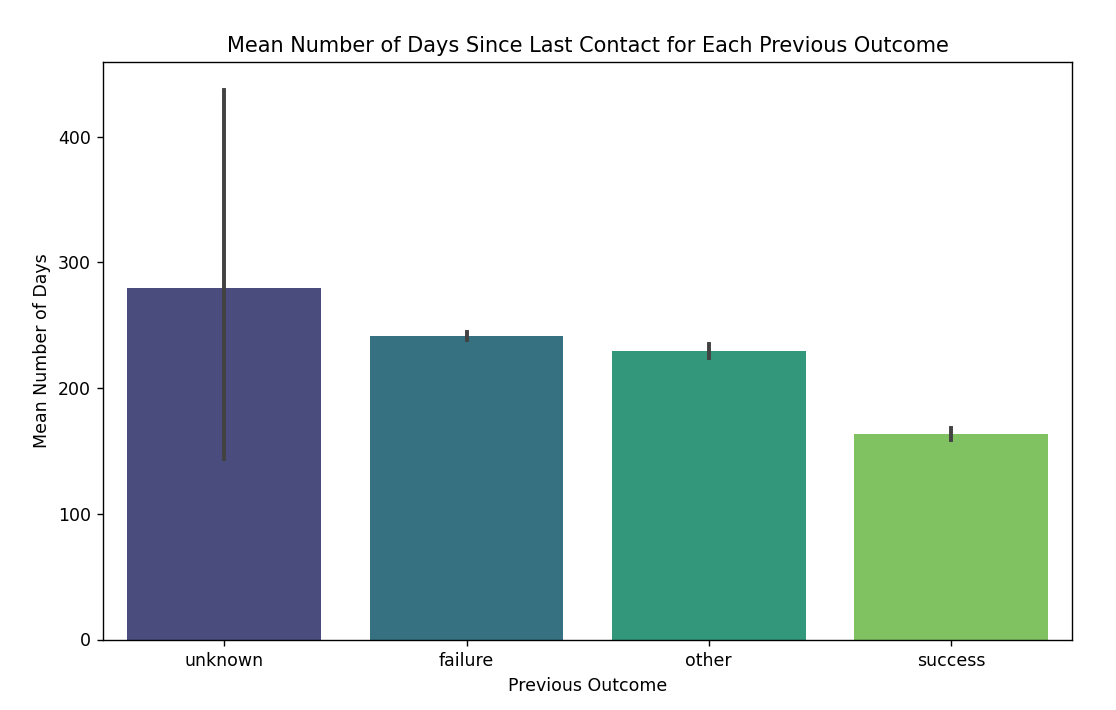 Mean Number of Days Since Last Contact for Each Previous Outcome
400
300
200
100
0
Mean Number of Days
unknown failure other success
Previous Outcome